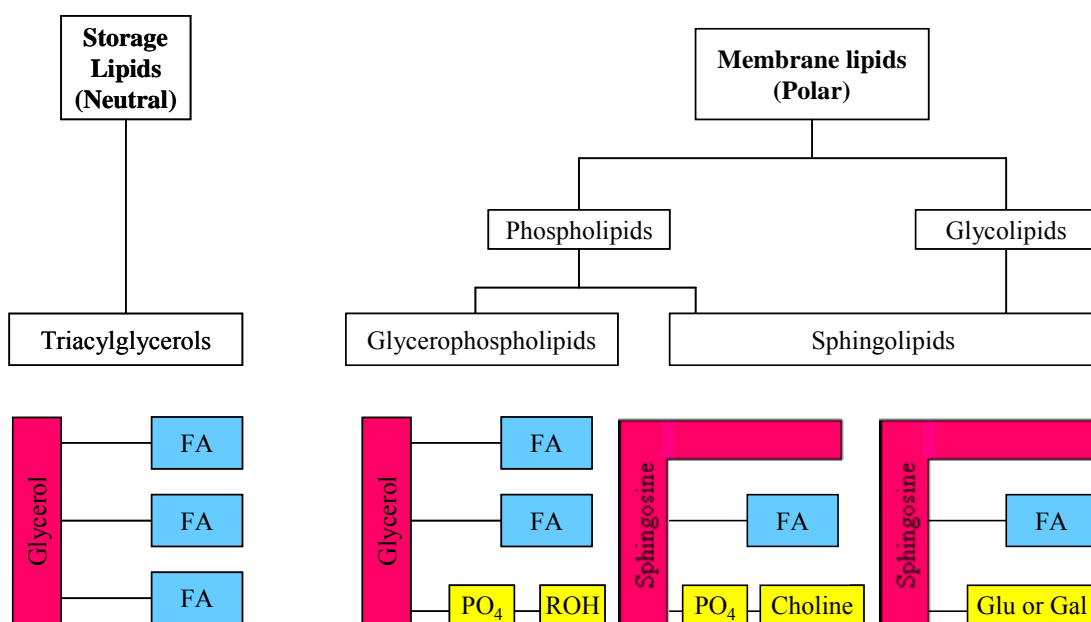 Storage
Lipids
(Neutral)
Membrane lipids
(Polar)
Phospholipids
Glycolipids
Triacylglycerols
Glycerophospholipids
Sphingolipids
Glycerol
FA
FA
FA
Glycerol
FA
FA
PO₄
ROH
Sphingosine
FA
PO₄
Choline
Sphingosine
FA
Glu or Gal